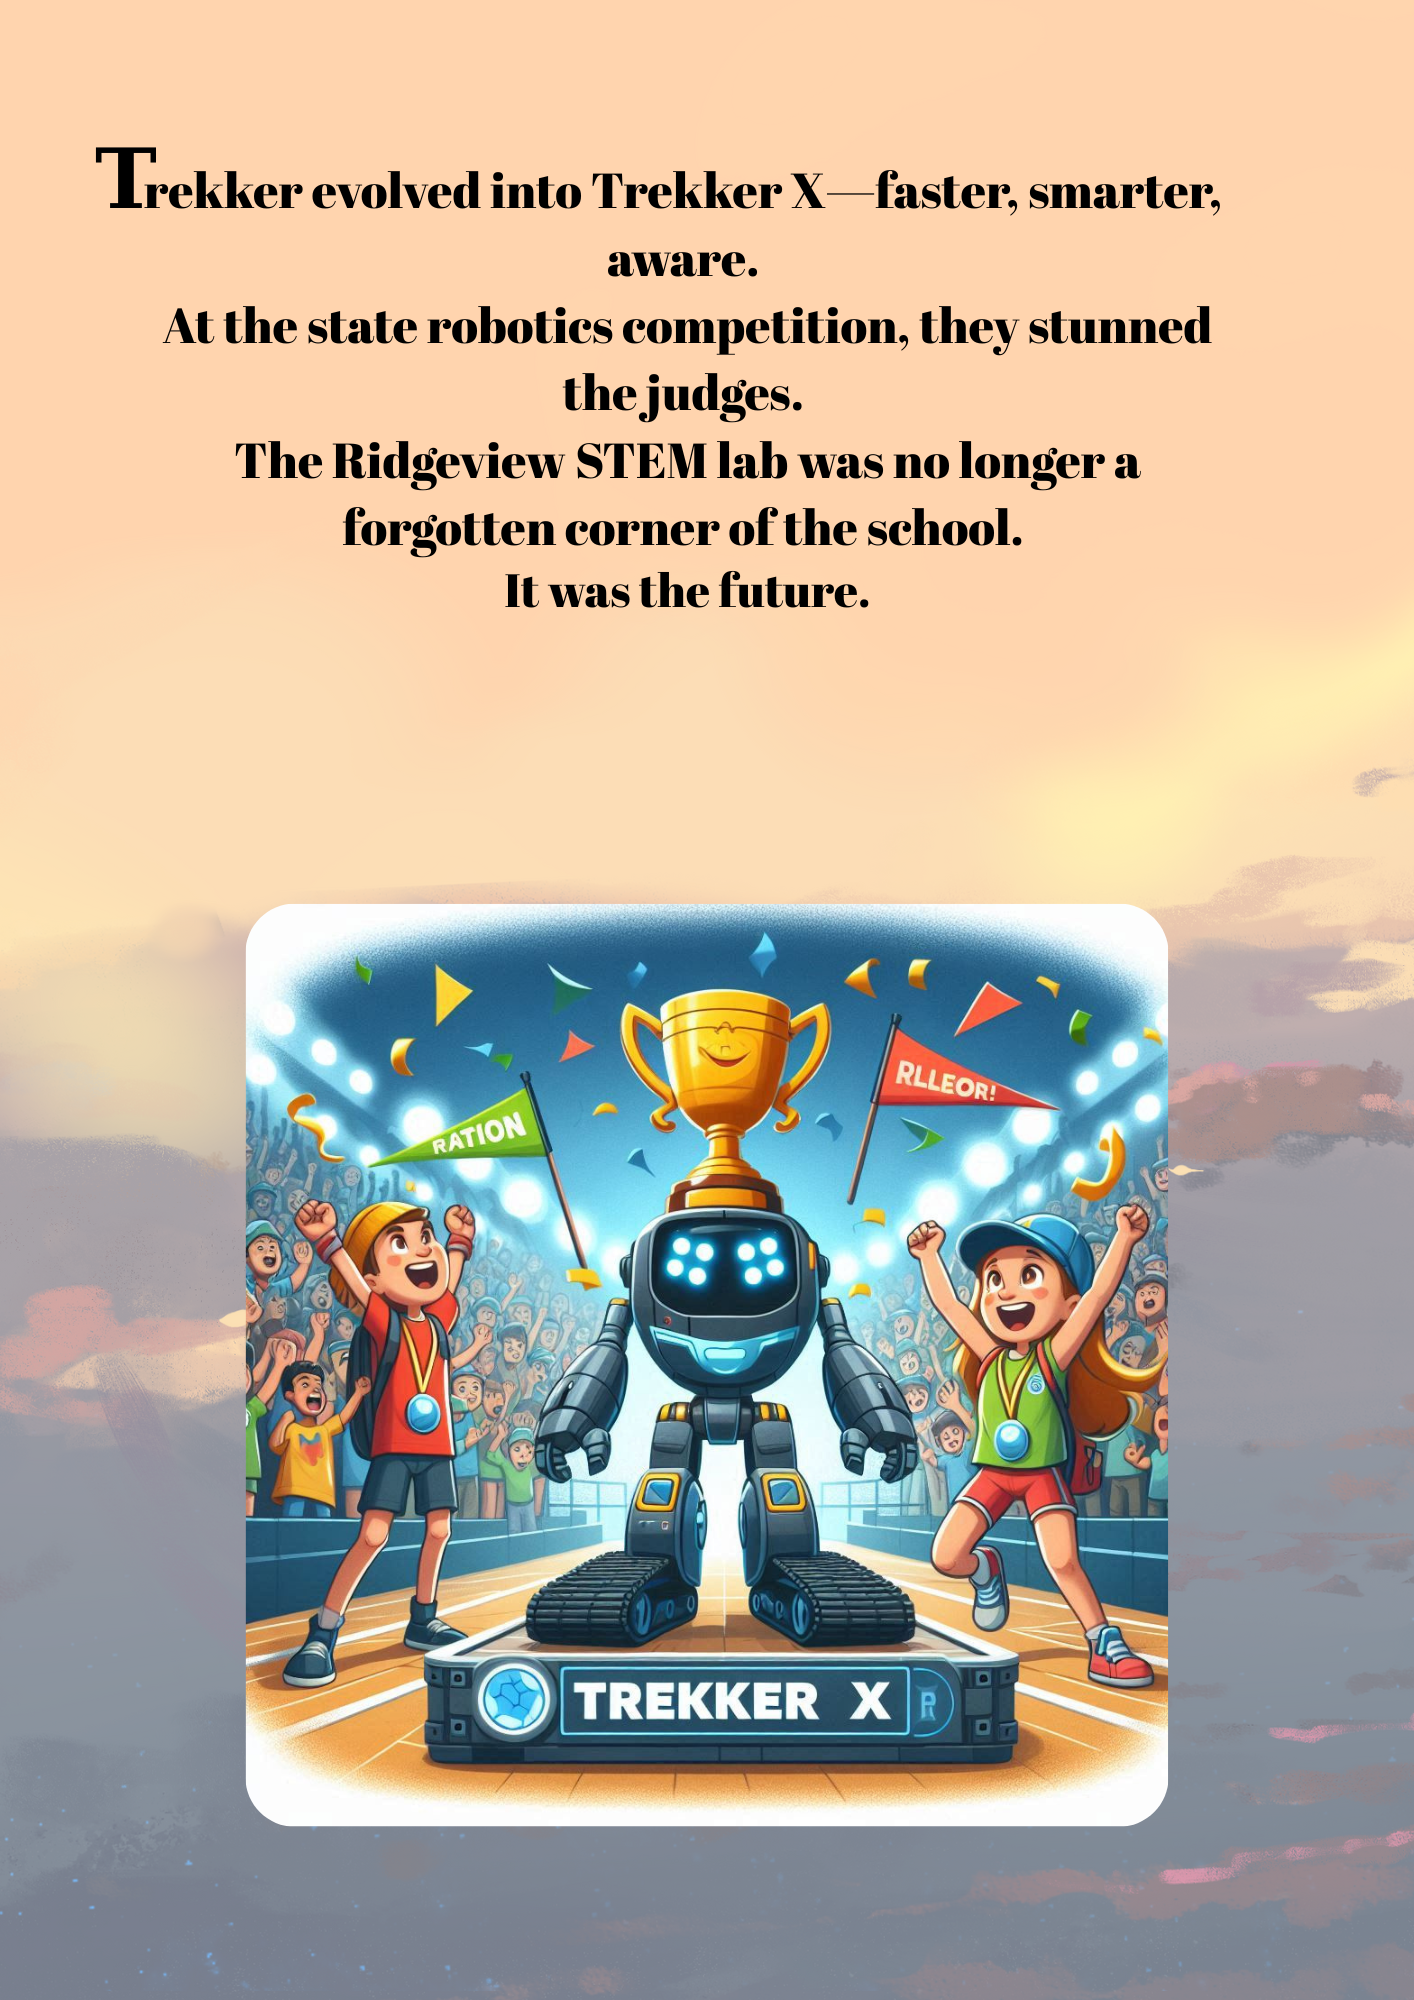 Trekker evolved into Trekker X—faster, smarter,
aware.
At the state robotics competition, they stunned
the judges.
The Ridgeview STEM lab was no longer a
forgotten corner of the school.
It was the future.
RLLEOR!
RATION
TREKKER X